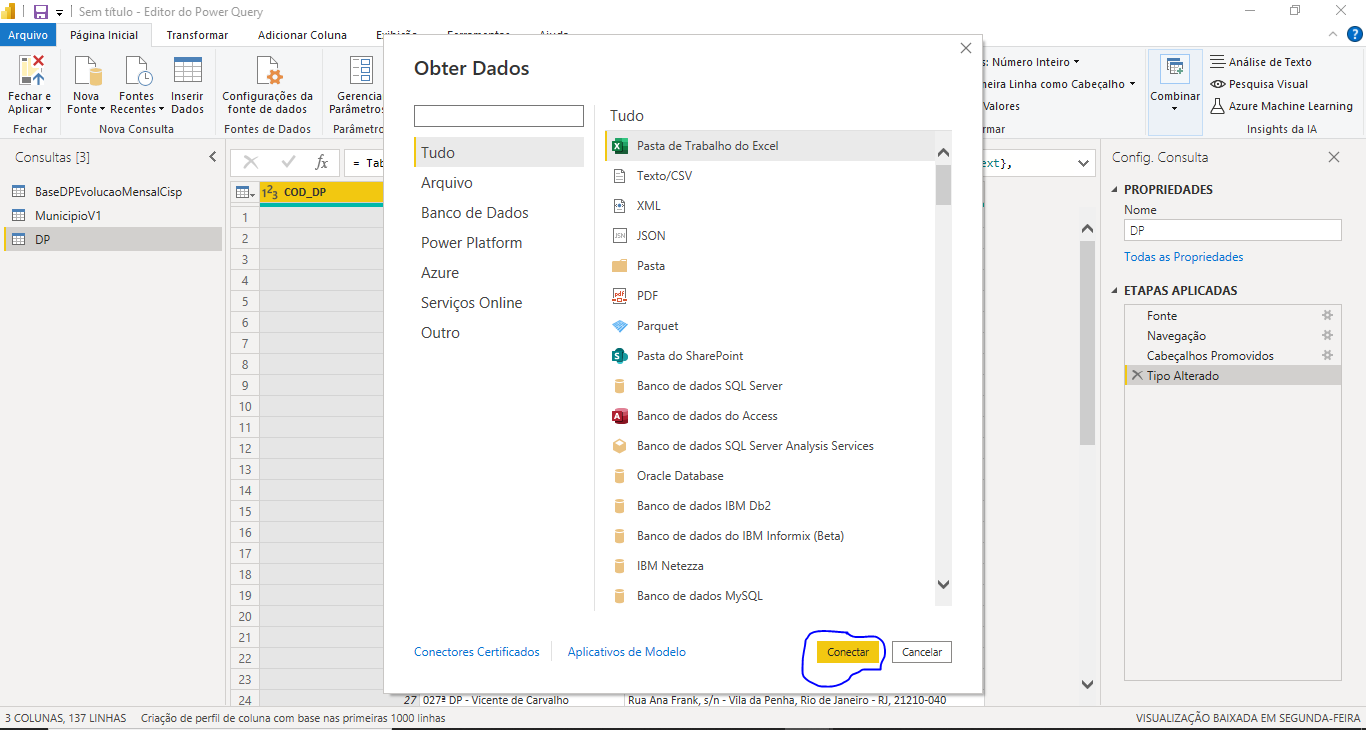 Sem título - Editor do Power Query
Arquivo
Página Inicial
Transformar
Adicionar Coluna
?
Fechar e
Aplicar
Fechar
Nova
Fonte
Fontes
Recentes
Inserir
Dados
Nova Consulta
Configurações da
fonte de dados
Fontes de Dados
Gerencia
Parâmetros
Parâmetro
s: Número Inteiro
neira Linha como Cabeçalho
Valores
rmar
Combinar
Análise de Texto
Pesquisa Visual
Azure Machine Learning
Insights da IA
Consultas [3]
BaseDPEvolucaoMensalCisp
MunicipioV1
DP
fx
= Tab
ext},
1 2 3 COD_DP
1
2
3
4
5
6
7
8
9
10
11
12
13
14
15
16
17
18
19
20
21
22
23
24
27 027ª DP - Vicente de Carvalho
Rua Ana Frank, s/n - Vila da Penha, Rio de Janeiro - RJ, 21210-040
Obter Dados
Tudo
Arquivo
Banco de Dados
Power Platform
Azure
Serviços Online
Outro
Tudo
Pasta de Trabalho do Excel
Texto/CSV
XML
JSON
Pasta
PDF
Parquet
Pasta do SharePoint
Banco de dados SQL Server
Banco de dados do Access
Banco de dados SQL Server Analysis Services
Oracle Database
Banco de dados IBM Db2
Banco de dados do IBM Informix (Beta)
IBM Netezza
Banco de dados MySQL
Conectores Certificados
Aplicativos de Modelo
Conectar
Cancelar
Config. Consulta
PROPRIEDADES
Nome
DP
Todas as Propriedades
ETAPAS APLICADAS
Fonte
Navegação
Cabeçalhos Promovidos
Tipo Alterado
3 COLUNAS, 137 LINHAS
Criação de perfil de coluna com base nas primeiras 1000 linhas
VISUALIZAÇÃO BAIXADA EM SEGUNDA-FEIRA